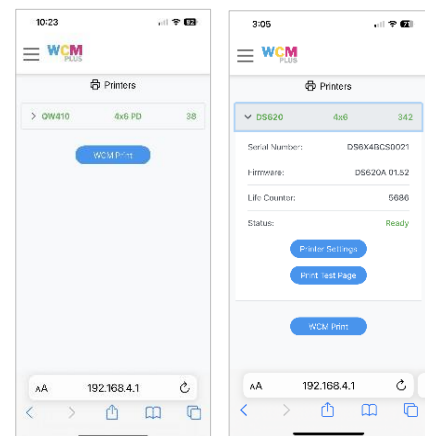 10:23
82
WCM
PLUS
Printers
QW410 4x6 PD 38
WCM Print
AA 192.168.4.1
3:05
71
WCM
PLUS
Printers
DS620 4x6 342
Serial Number: DS6X4BCS0021
Firmware: DS620A 01.52
Life Counter: 5686
Status: Ready
Printer Settings
Print Test Page
WCM Print
AA 192.168.4.1